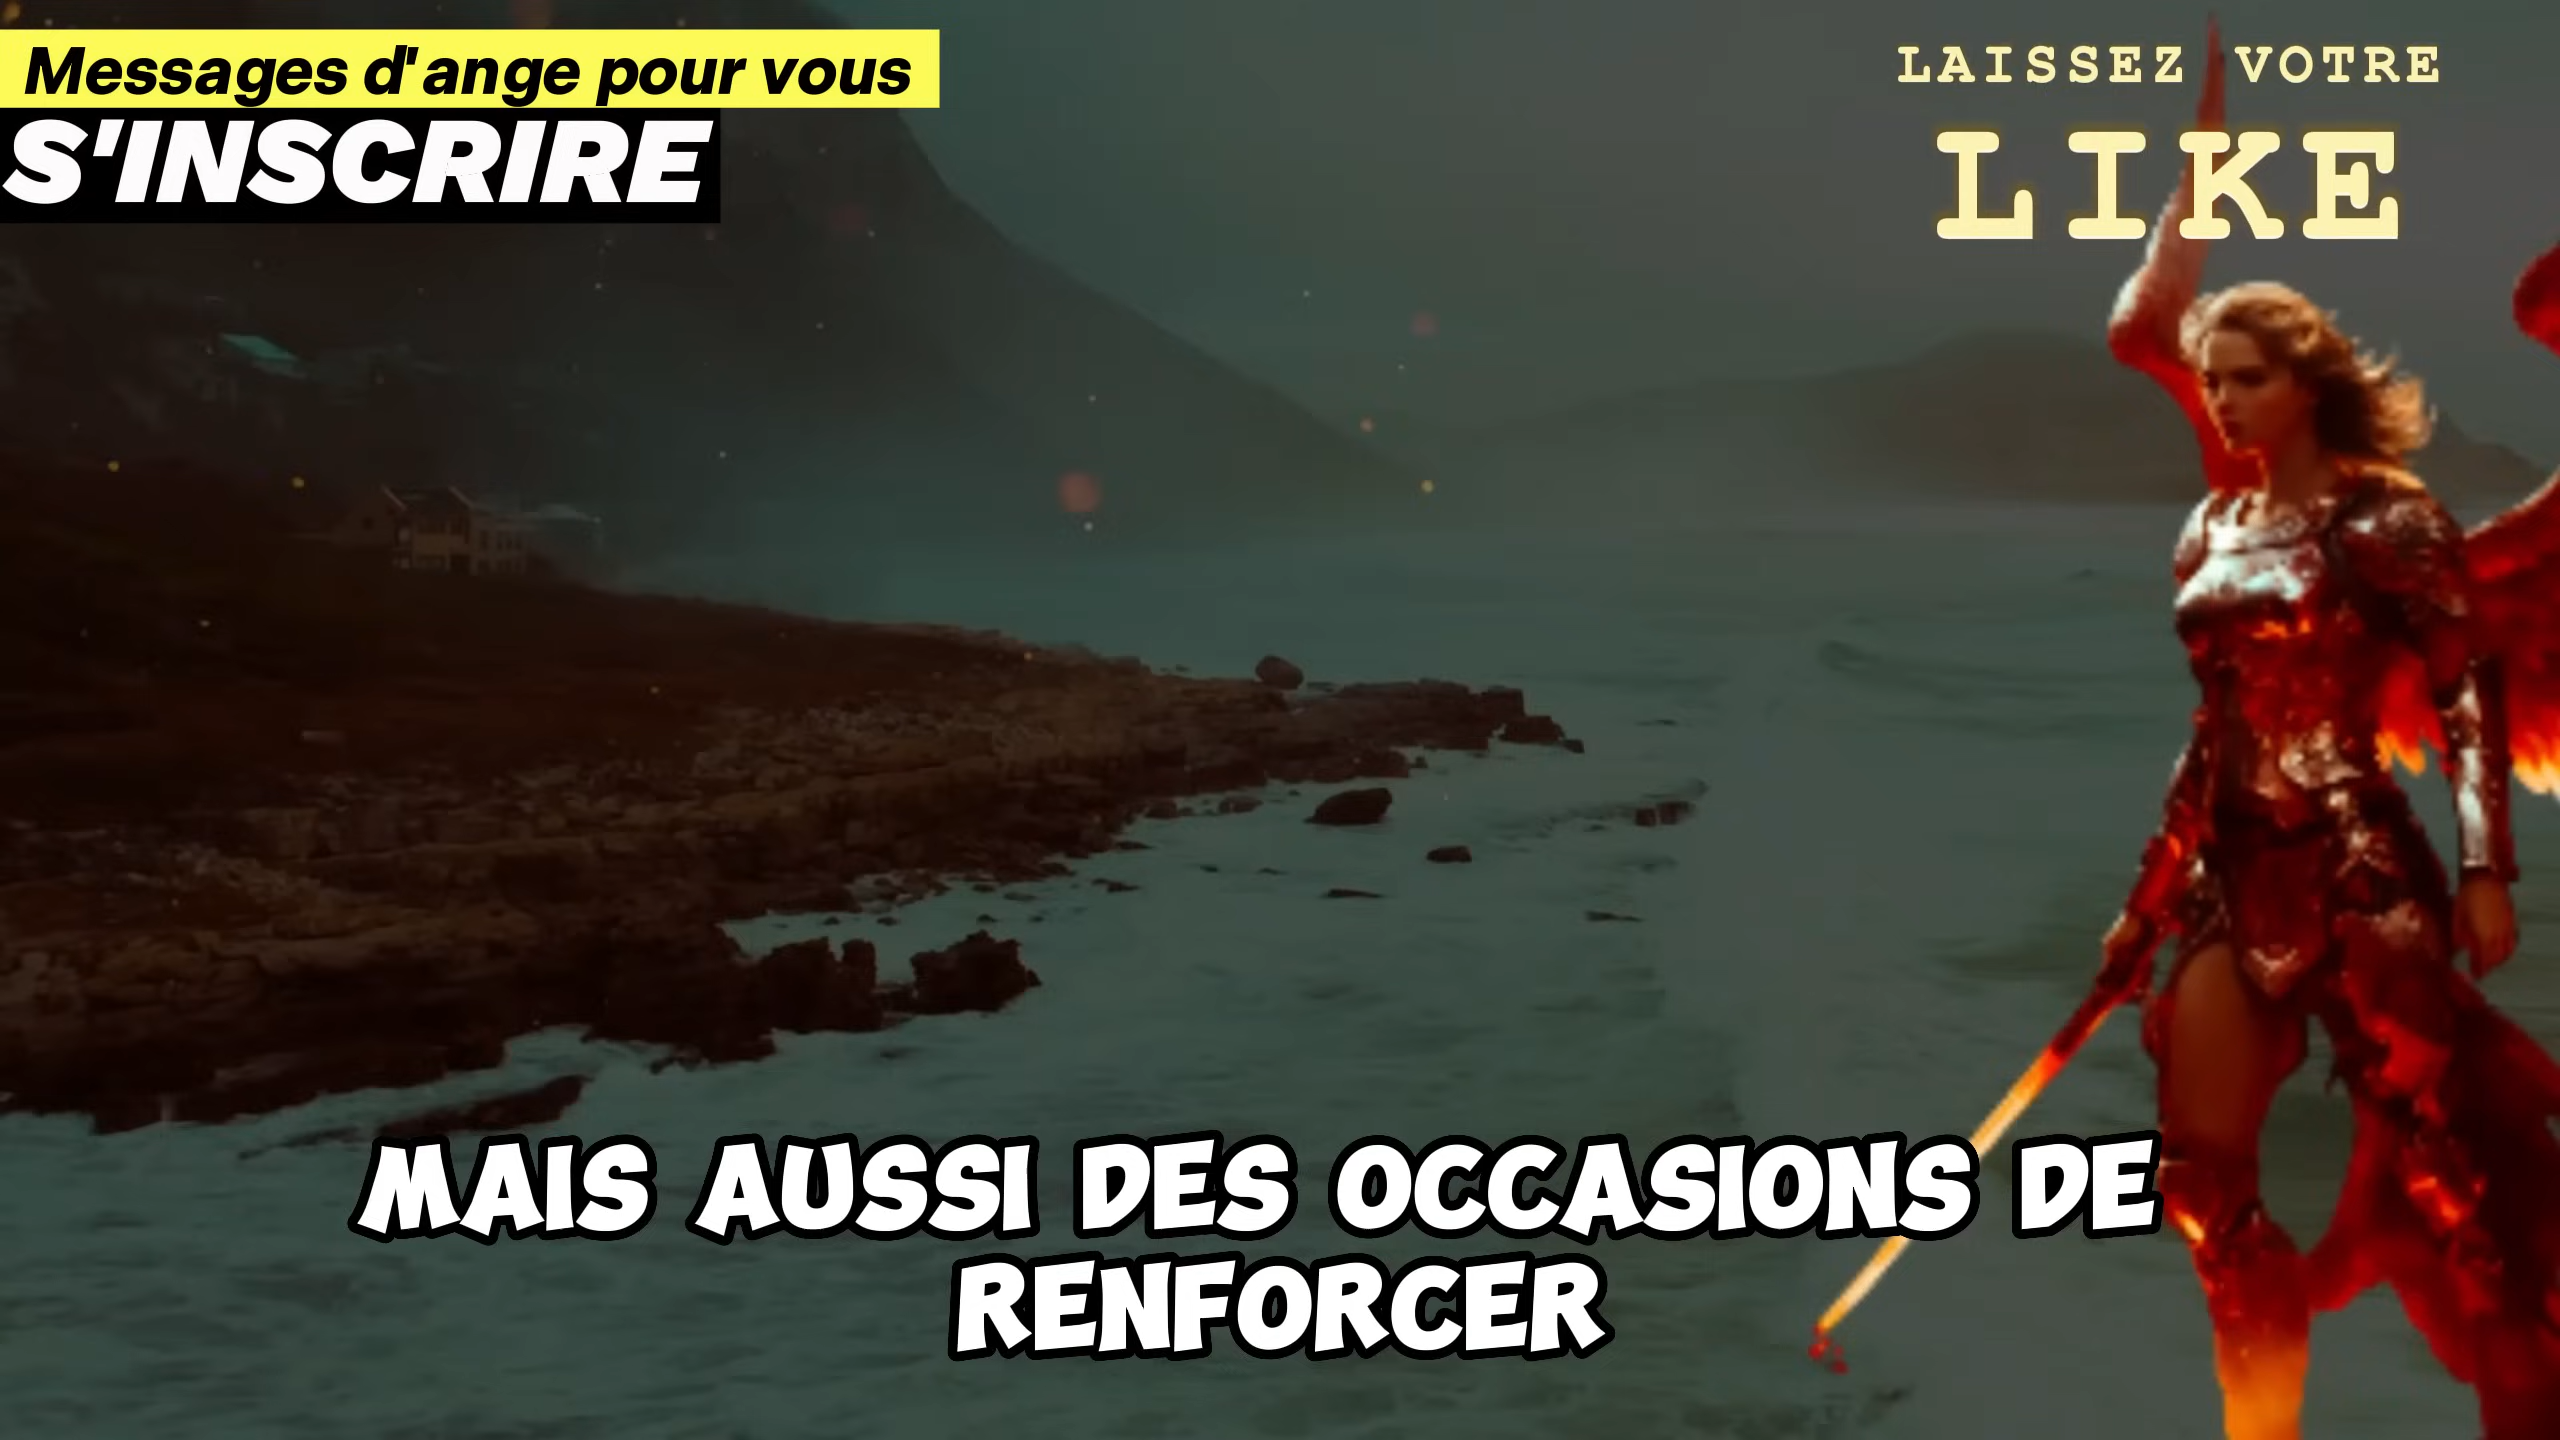 Messages d'ange pour vous
S'INSCRIRE
LAISSEZ VOTRE
LIKE
MAIS AUSSI DES OCCASIONS DE
RENFORCER